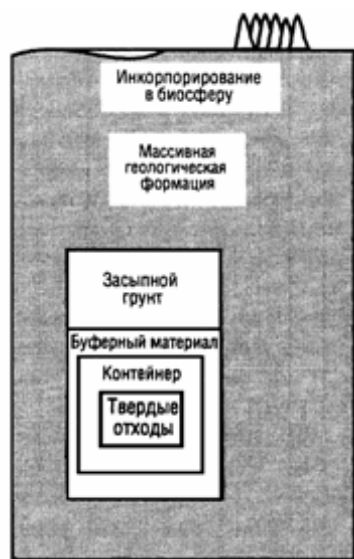 Инкорпорирование
в биосферу
Массивная
геологическая
формация
Засыпной
грунт
Буферный материал
Контейнер
Твердые
отходы